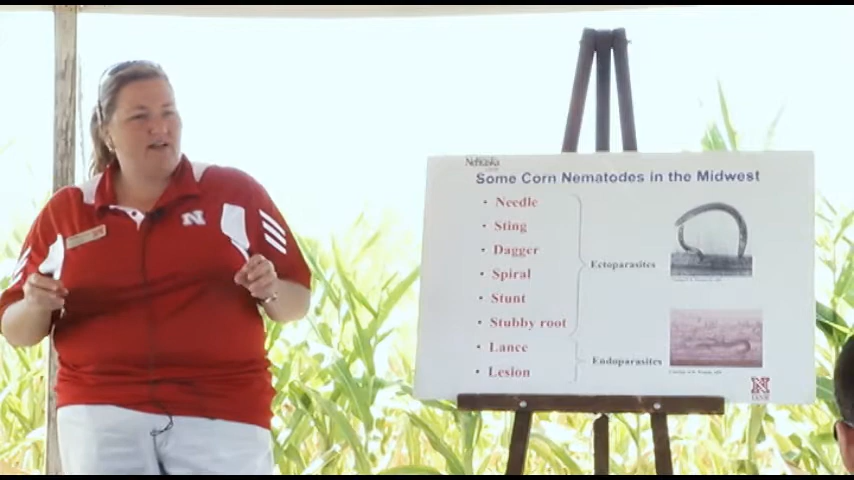 Nebraska
Some Corn Nematodes in the Midwest
• Needle
• Sting
• Dagger
• Spiral
• Stunt
• Stubby root
• Lance
• Lesion
Ectoparasites
Endoparasites
N
N